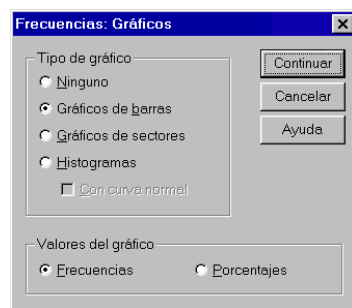 Frecuencias: Gráficos
Tipo de gráfico
Ninguno
Gráficos de barras
Gráficos de sectores
Histogramas
Con curva normal
Continuar
Cancelar
Ayuda
Valores del gráfico
Frecuencias
Porcentajes